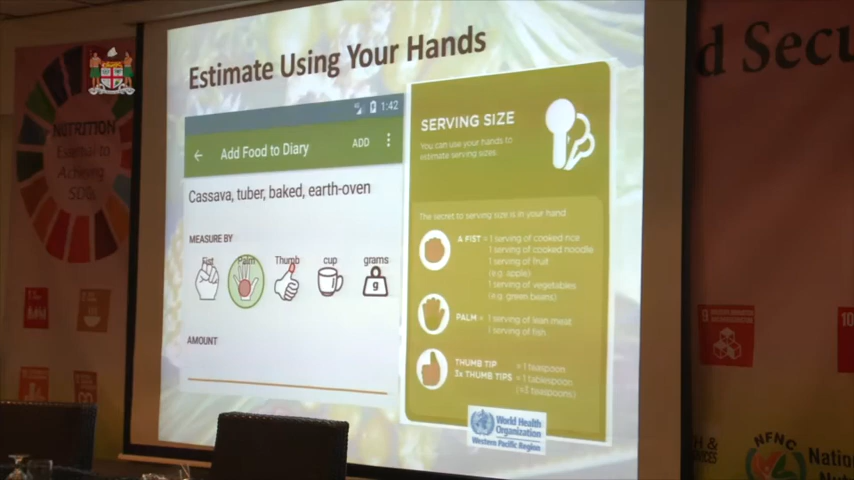 Estimate Using Your Hands
d Secu
NUTRITION
Essential to
Achieving
SDGs
1:42
Add Food to Diary
ADD
Cassava, tuber, baked, earth-oven
MEASURE BY
Fist
Palm
Thumb
cup
grams
g
AMOUNT
SERVING SIZE
You can use your hands to
estimate serving sizes.
The secret to serving size is in your hand
A FIST = 1 serving of cooked rice
1 serving of cooked noodle
1 serving of fruit
(e.g. apple)
1 serving of vegetables
(e.g. green beans)
PALM = 1 serving of lean meat
1 serving of fish
THUMB TIP = 1 teaspoon
3x THUMB TIPS = 1 tablespoon
(=3 teaspoons)
World Health
Organization
Western Pacific Region
9
10
H &
NFNC
Nation
Nut